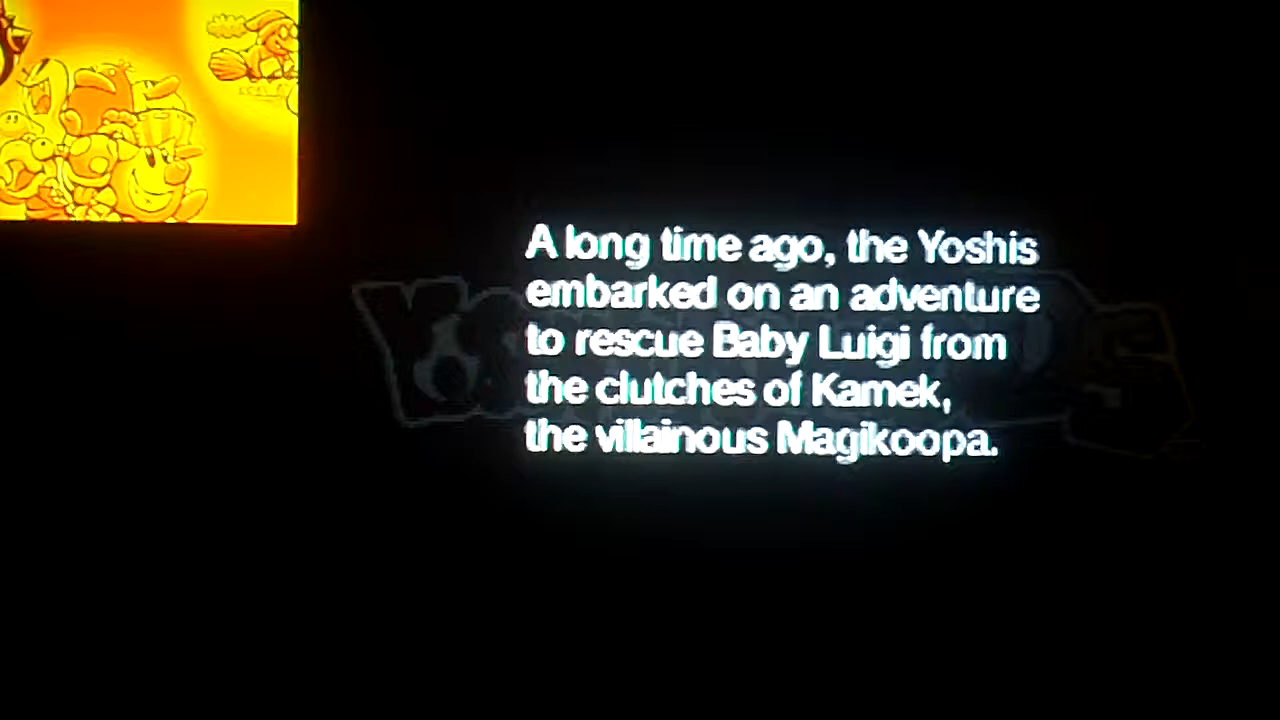 A long time ago, the Yoshis
embarked on an adventure
to rescue Baby Luigi from
the clutches of Kamek,
the villainous Magikoopa.